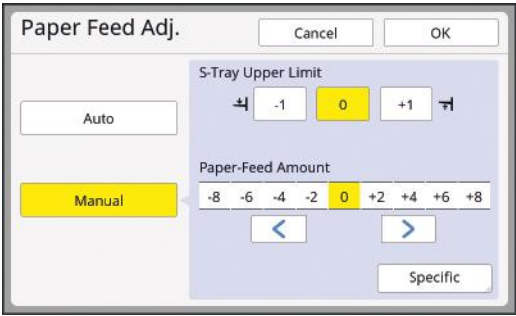 Paper Feed Adj.
Cancel
OK
S-Tray Upper Limit
-1
0
+1
Auto
Paper-Feed Amount
Manual
-8 -6 -4 -2 0 +2 +4 +6 +8
Specific